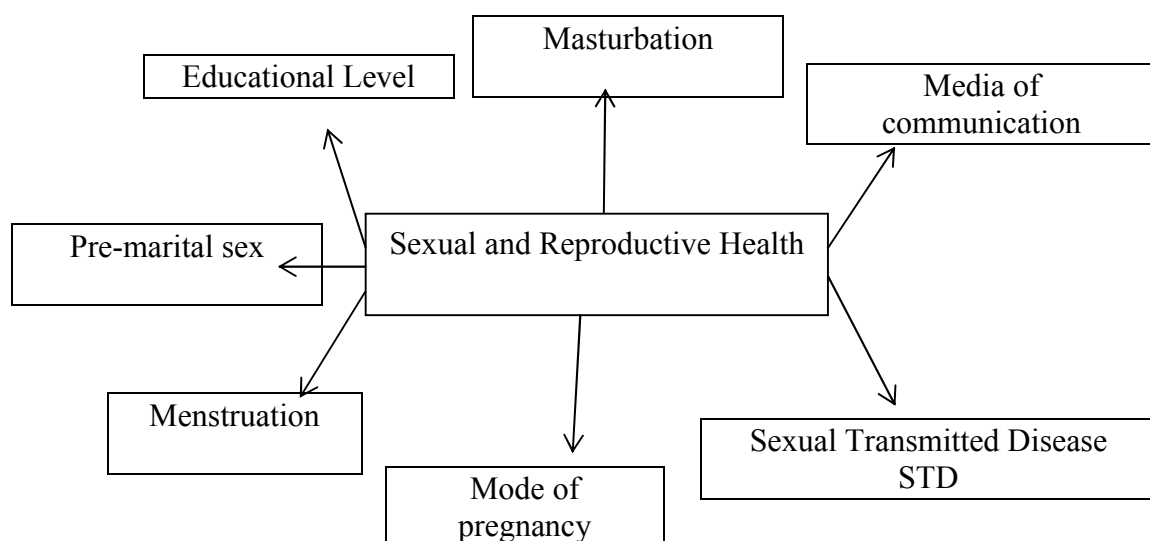 Masturbation
Educational Level
Media of
communication
Pre-marital sex
Sexual and Reproductive Health
Menstruation
Sexual Transmitted Disease
STD
Mode of
pregnancy